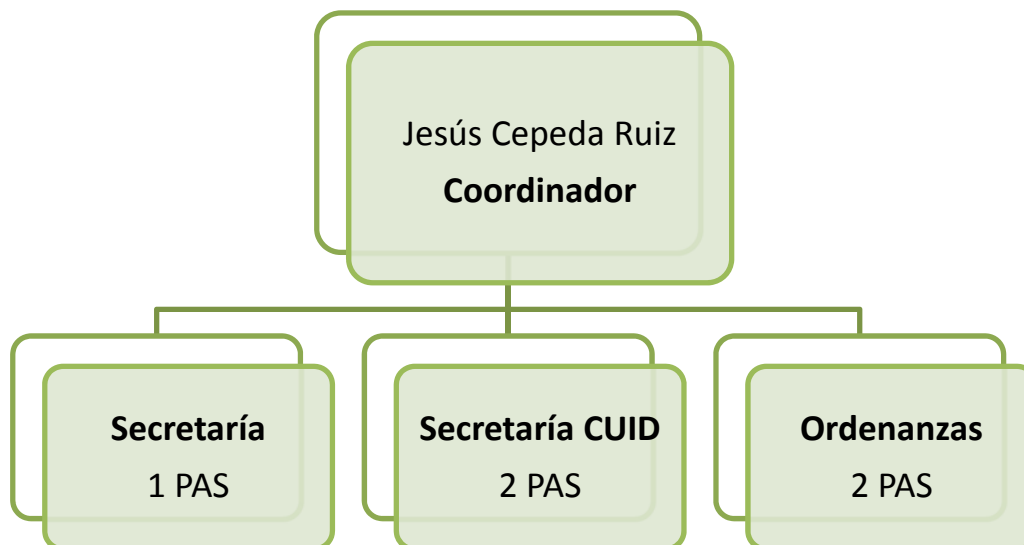 Jesús Cepeda Ruiz
Coordinador
Secretaría
1 PAS
Secretaría CUID
2 PAS
Ordenanzas
2 PAS